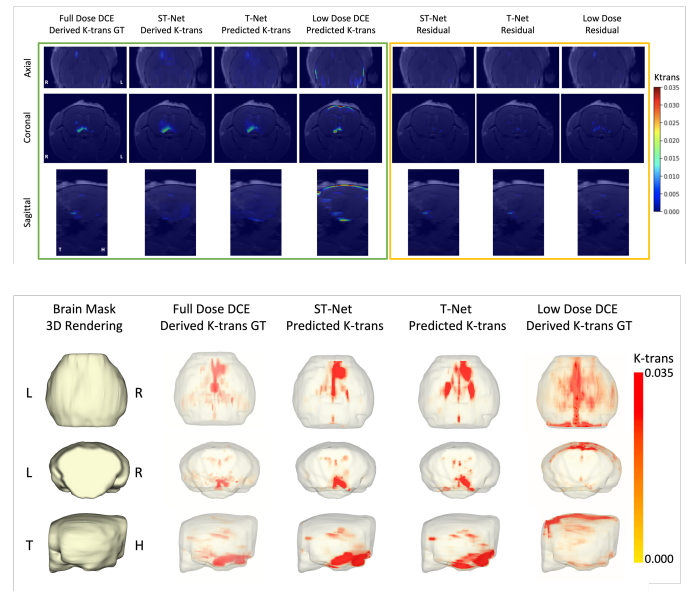 Full Dose DCE
Derived K-trans GT
ST-Net
Derived K-trans
T-Net
Predicted K-trans
Low Dose DCE
Predicted K-trans
ST-Net
Residual
T-Net
Residual
Low Dose
Residual
Axial
R
L
Coronal
R
L
Sagittal
T
H
Ktrans
0.035
0.030
0.025
0.020
0.015
0.010
0.005
0.000
Brain Mask
3D Rendering
Full Dose DCE
Derived K-trans GT
ST-Net
Predicted K-trans
T-Net
Predicted K-trans
Low Dose DCE
Derived K-trans GT
L
R
L
R
T
H
K-trans
0.035
0.000